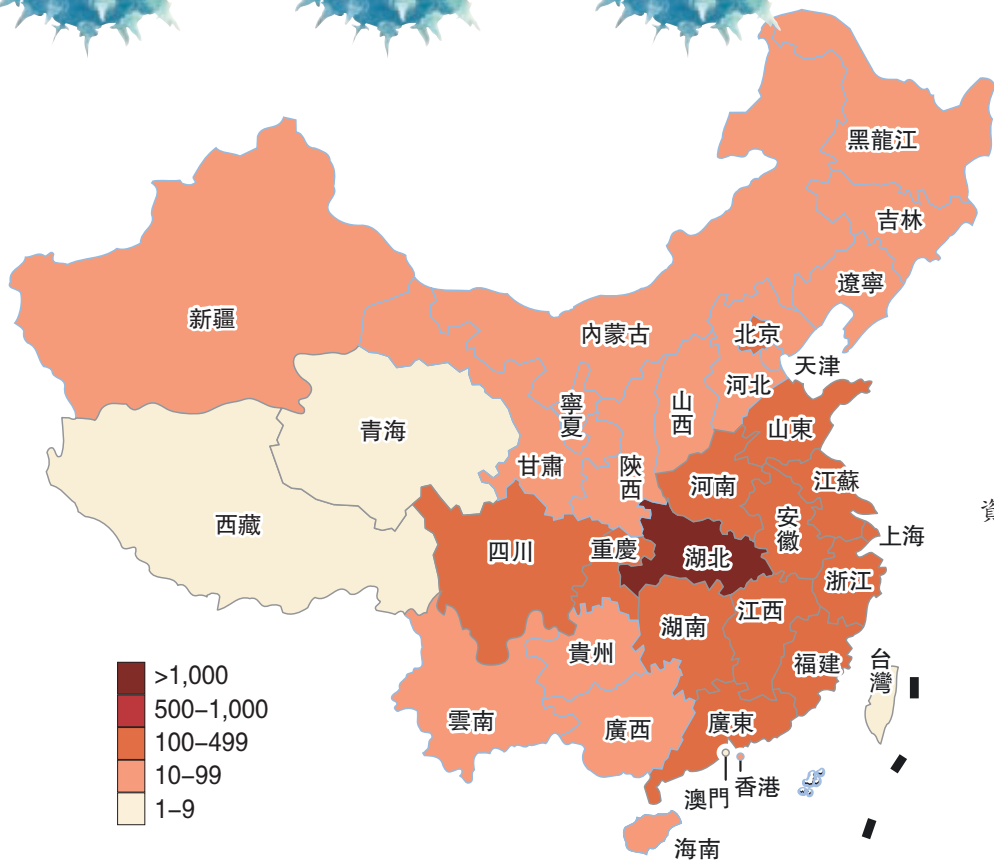 黑龍江
吉林
遼寧
新疆
內蒙古
北京
天津
河北
山西
寧夏
青海
山東
甘肅
陝西
河南
江蘇
安徽
西藏
上海
四川
重慶
湖北
浙江
江西
湖南
貴州
福建
台灣
>1,000
500–1,000
100–499
10–99
1–9
雲南
廣西
廣東
澳門
香港
海南